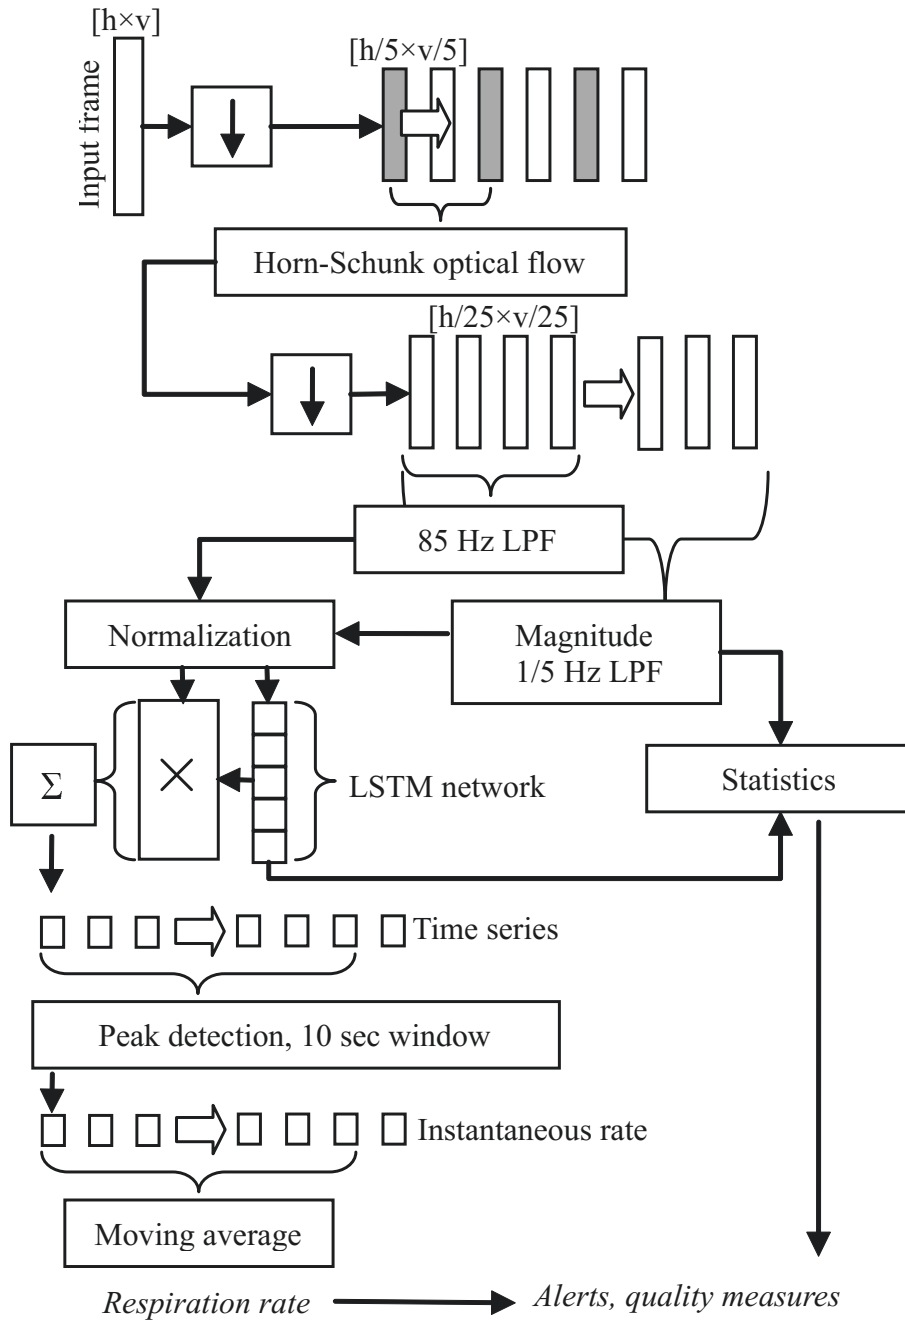 [h×v]
Input frame
[h/5×v/5]
Horn-Schunk optical flow
[h/25×v/25]
85 Hz LPF
Normalization
Magnitude
1/5 Hz LPF
Σ
×
LSTM network
Statistics
Time series
Peak detection, 10 sec window
Instantaneous rate
Moving average
Respiration rate
Alerts, quality measures